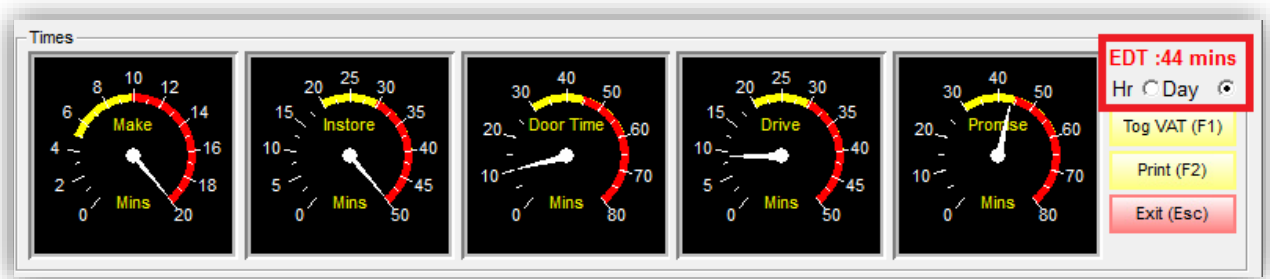 Times
0 2 4 6 8 10 12 14 16 18 20
Make
Mins
0 5 10 15 20 25 30 35 40 45 50
Instore
Mins
0 10 20 30 40 50 60 70 80
Door Time
Mins
0 5 10 15 20 25 30 35 40 45 50
Drive
Mins
0 10 20 30 40 50 60 70 80
Promise
Mins
EDT :44 mins
Hr Day
Tog VAT (F1)
Print (F2)
Exit (Esc)